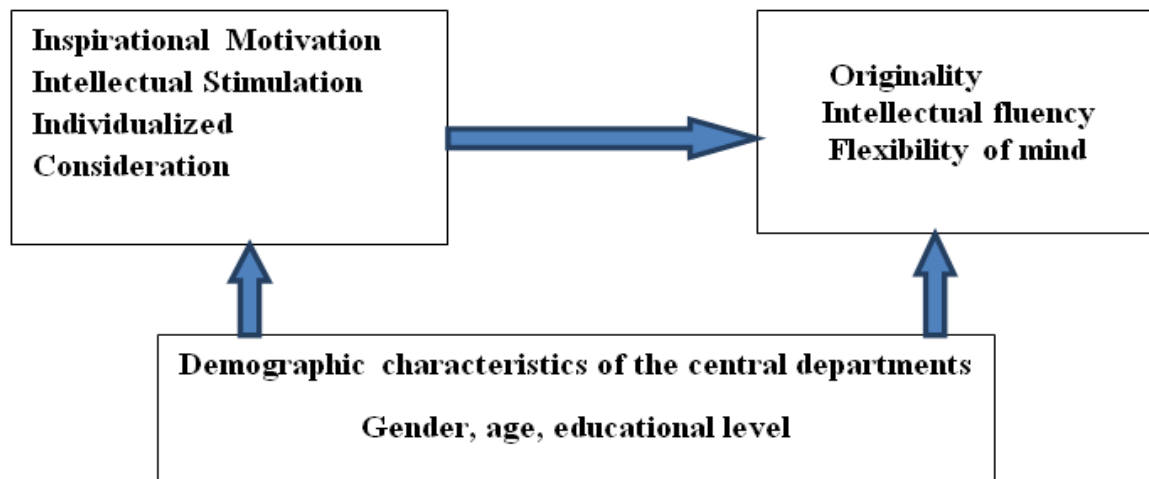 Inspirational Motivation
Intellectual Stimulation
Individualized
Consideration
Originality
Intellectual fluency
Flexibility of mind
Demographic characteristics of the central departments
Gender, age, educational level